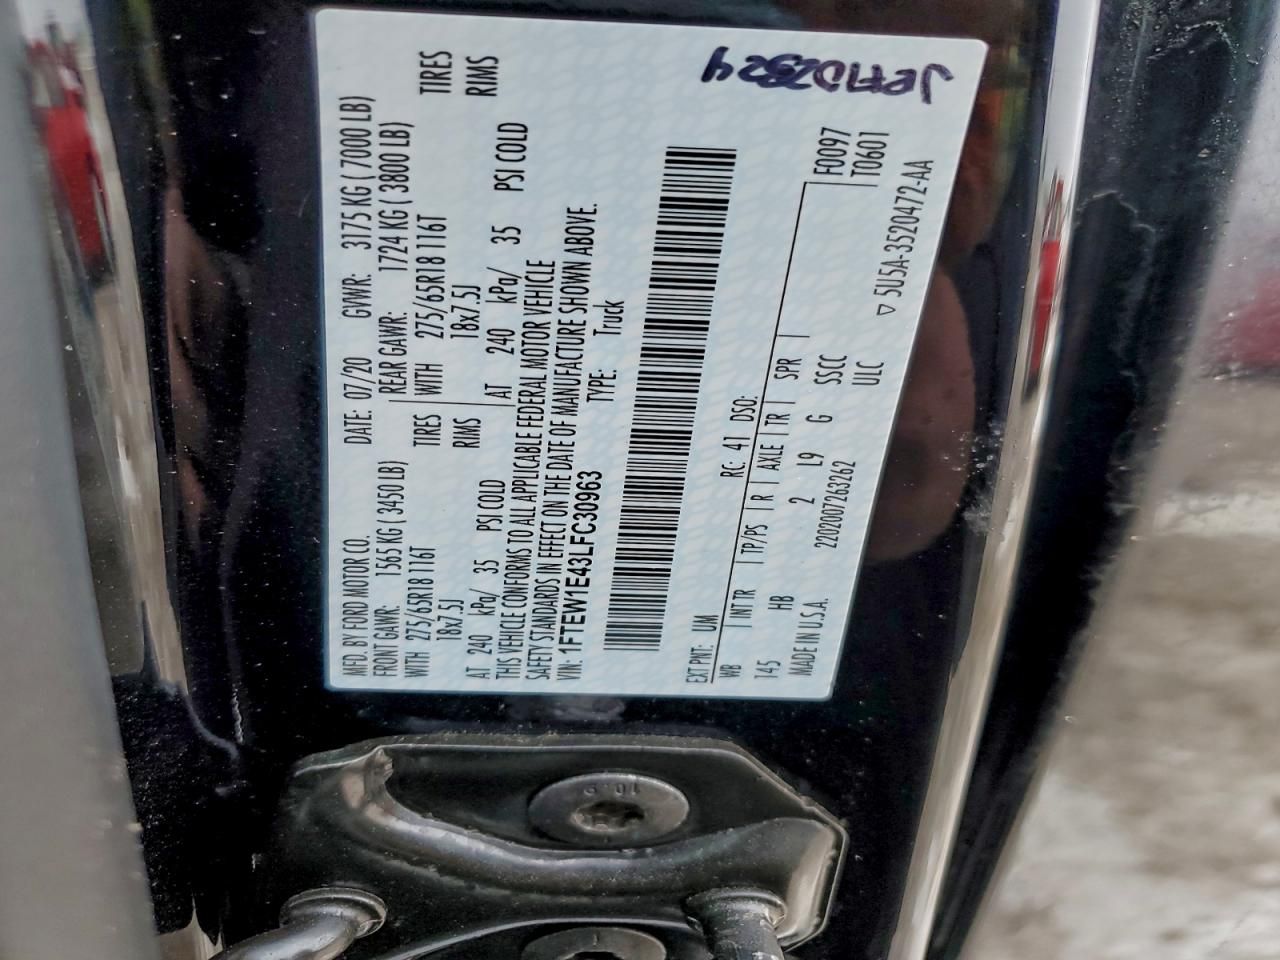 MFD. BY FORD MOTOR CO.
DATE: 07/20 GVWR: 3175 KG ( 7000 LB)
FRONT GAWR: 1565 KG ( 3450 LB)
REAR GAWR: 1724 KG ( 3800 LB)
WITH 275/65R18 116T TIRES
WITH 275/65R18 116T TIRES
18x7.5J RIMS
18x7.5J RIMS
AT 240 kPa/ 35 PSI COLD
AT 240 kPa/ 35 PSI COLD
THIS VEHICLE CONFORMS TO ALL APPLICABLE FEDERAL MOTOR VEHICLE
SAFETY STANDARDS IN EFFECT ON THE DATE OF MANUFACTURE SHOWN ABOVE.
VIN: 1FTEW1E43LFC30963 TYPE: Truck
EXT PNT: UM RC: 41 DSO: F0097
WB INT TR TP/PS R AXLE TR SPR T0601
145 HB 2 L9 G SSCC
MADE IN U.S.A. 220200726326​2 ULC
▽ 5U5A-3520472-AA
10.9